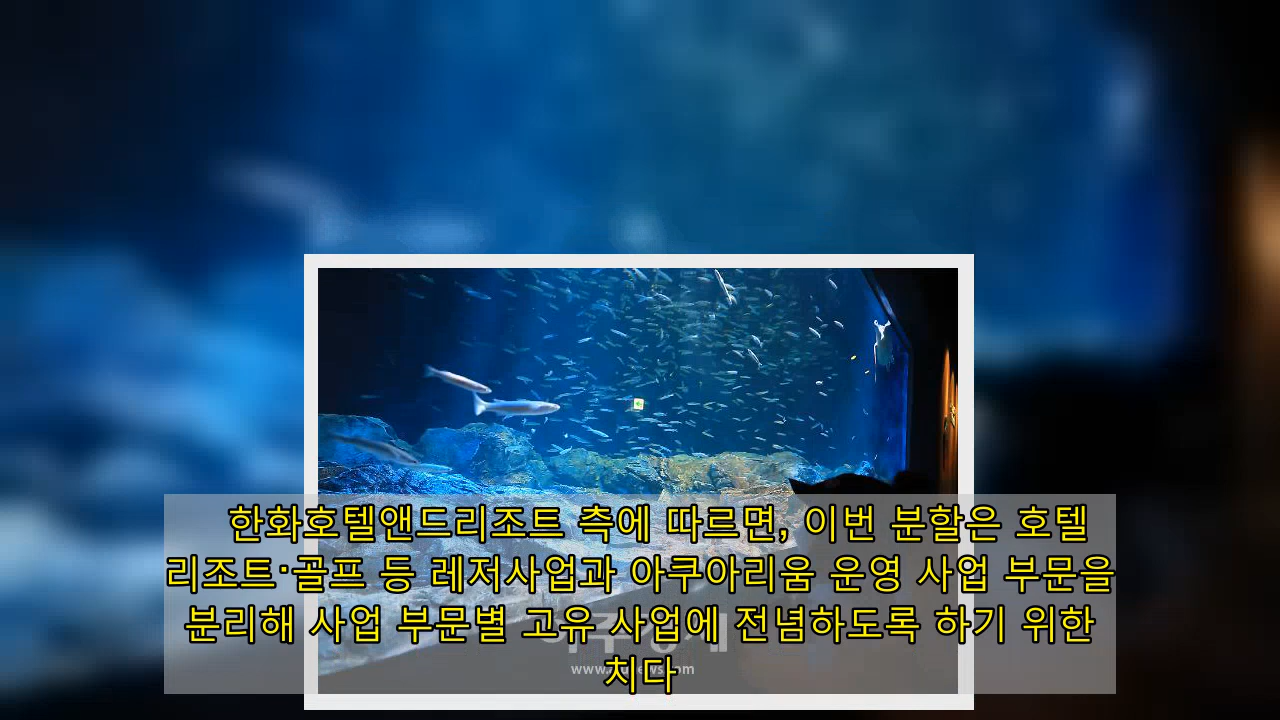 한화호텔앤드리조트 측에 따르면, 이번 분할은 호텔
리조트·골프 등 레저사업과 아쿠아리움 운영 사업 부문을
분리해 사업 부문별 고유 사업에 전념하도록 하기 위한
치다